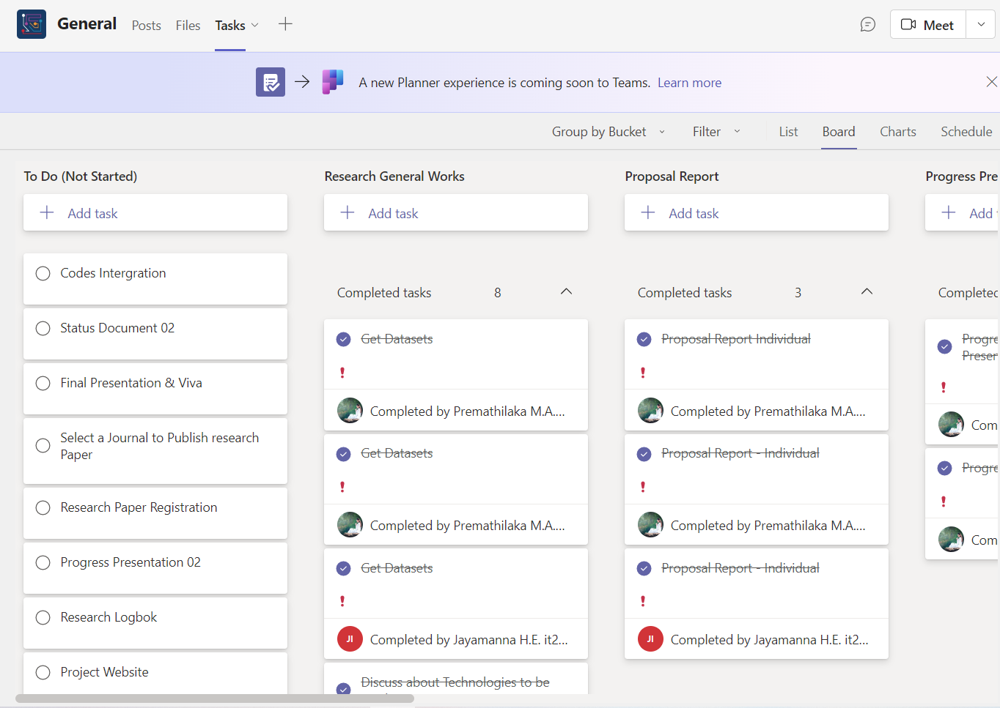 General
Posts
Files
Tasks
Meet
A new Planner experience is coming soon to Teams. Learn more
Group by Bucket
Filter
List
Board
Charts
Schedule
To Do (Not Started)
Add task
Codes Intergration
Status Document 02
Final Presentation & Viva
Select a Journal to Publish research
Paper
Research Paper Registration
Progress Presentation 02
Research Logbok
Project Website
Research General Works
Add task
Completed tasks 8
Get Datasets
Completed by Premathilaka M.A....
Get Datasets
Completed by Premathilaka M.A....
Get Datasets
JI
Completed by Jayamanna H.E. it2...
Discuss about Technologies to be
Proposal Report
Add task
Completed tasks 3
Proposal Report Individual
Completed by Premathilaka M.A....
Proposal Report - Individual
Completed by Premathilaka M.A....
Proposal Report - Individual
JI
Completed by Jayamanna H.E. it2...
Progress Pre
Add
Completed
Progre
Presen
Com
Progre
Com